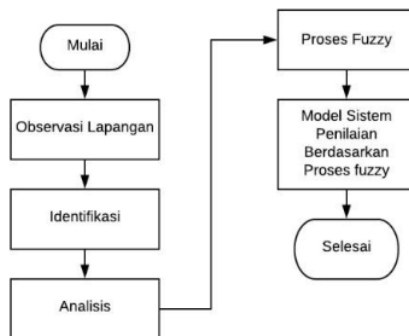 Mulai
Observasi Lapangan
Identifikasi
Analisis
Proses Fuzzy
Model Sistem
Penilaian
Berdasarkan
Proses fuzzy
Selesai